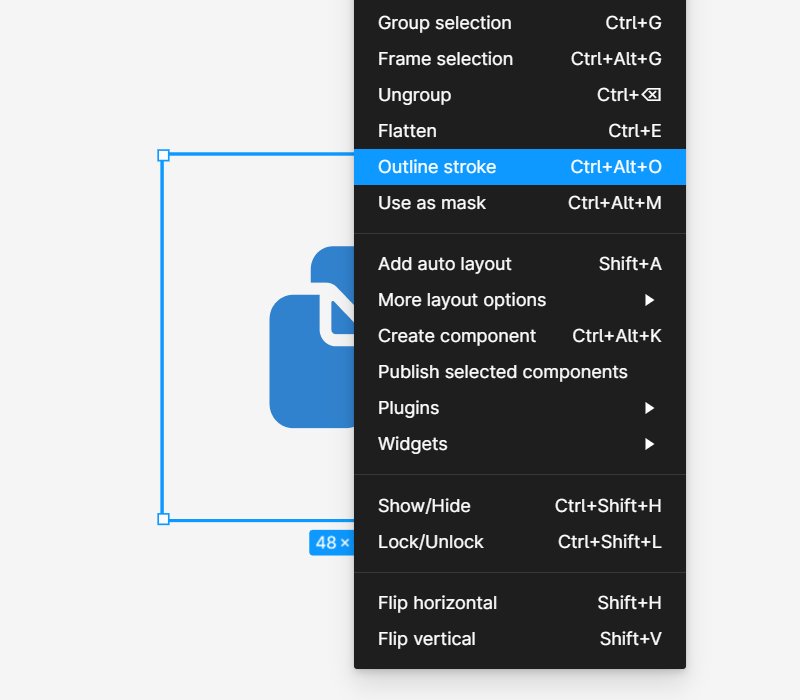 Group selection Ctrl+G
Frame selection Ctrl+Alt+G
Ungroup Ctrl+⌫
Flatten Ctrl+E
Outline stroke Ctrl+Alt+O
Use as mask Ctrl+Alt+M
Add auto layout Shift+A
More layout options
Create component Ctrl+Alt+K
Publish selected components
Plugins
Widgets
Show/Hide Ctrl+Shift+H
Lock/Unlock Ctrl+Shift+L
48 ×
Flip horizontal Shift+H
Flip vertical Shift+V